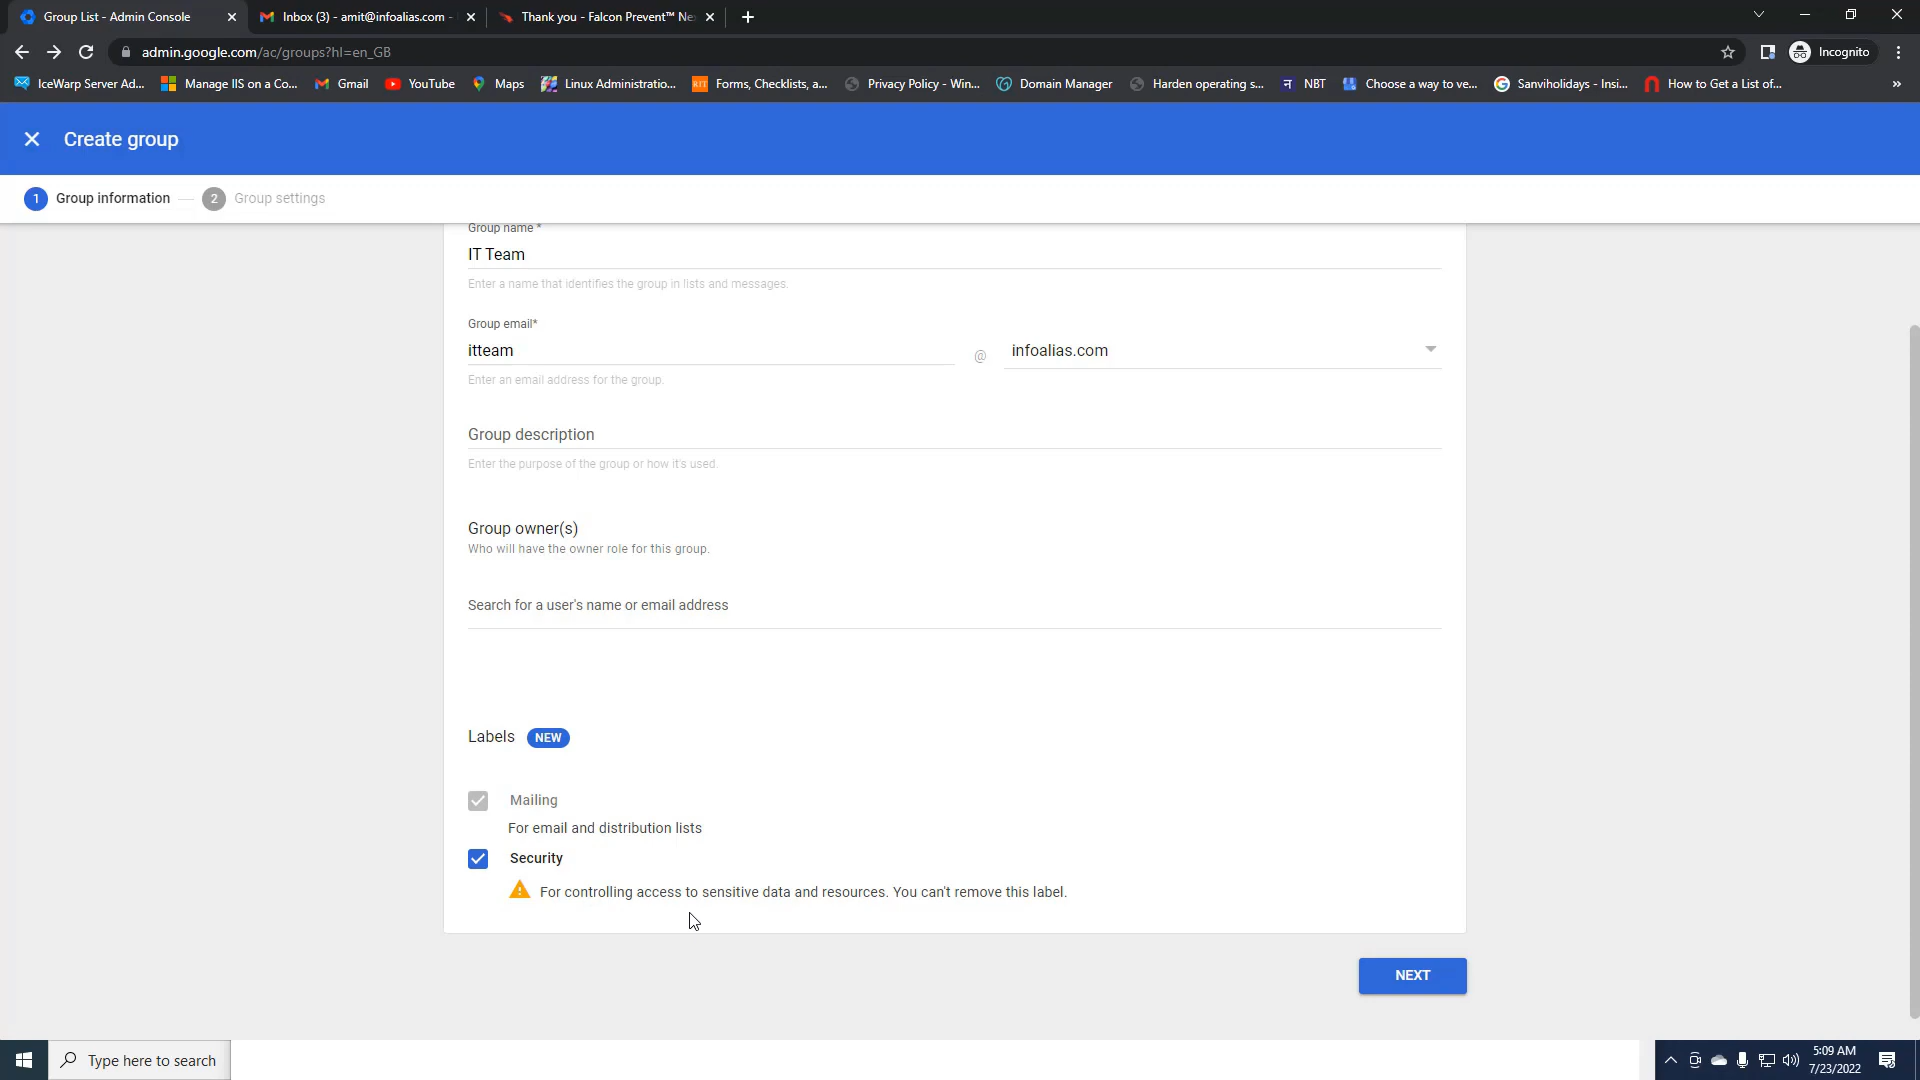 Group List - Admin Console
Inbox (3) - amit@infoalias.com -
Thank you - Falcon Prevent™ Ne
admin.google.com/ac/groups?hl=en_GB
Incognito
IceWarp Server Ad...
Manage IIS on a Co...
Gmail
YouTube
Maps
Linux Administratio...
Forms, Checklists, a...
Privacy Policy - Win...
Domain Manager
Harden operating s...
NBT
Choose a way to ve...
Sanviholidays - Insi...
How to Get a List of...
»
Create group
1 Group information
2 Group settings
Group name *
IT Team
Enter a name that identifies the group in lists and messages.
Group email*
itteam @ infoalias.com
Enter an email address for the group.
Group description
Enter the purpose of the group or how it's used.
Group owner(s)
Who will have the owner role for this group.
Search for a user's name or email address
Labels NEW
Mailing
For email and distribution lists
Security
For controlling access to sensitive data and resources. You can't remove this label.
NEXT
Type here to search
5:09 AM
7/23/2022